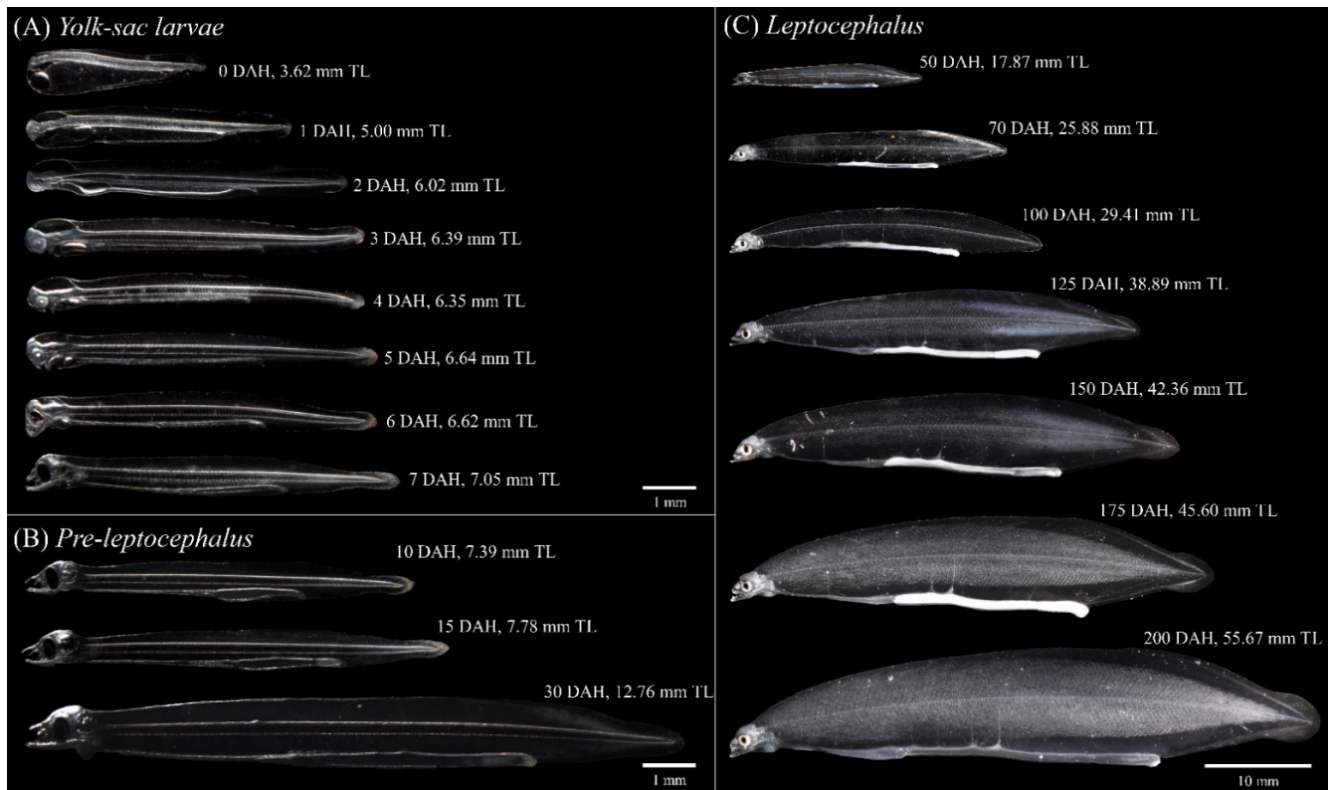 (A) Yolk-sac larvae
0 DAH, 3.62 mm TL
1 DAH, 5.00 mm TL
2 DAH, 6.02 mm TL
3 DAH, 6.39 mm TL
4 DAH, 6.35 mm TL
5 DAH, 6.64 mm TL
6 DAH, 6.62 mm TL
7 DAH, 7.05 mm TL
1 mm
(B) Pre-leptocephalus
10 DAH, 7.39 mm TL
15 DAH, 7.78 mm TL
30 DAH, 12.76 mm TL
1 mm
(C) Leptocephalus
50 DAH, 17.87 mm TL
70 DAH, 25.88 mm TL
100 DAH, 29.41 mm TL
125 DAH, 38.89 mm TL
150 DAH, 42.36 mm TL
175 DAH, 45.60 mm TL
200 DAH, 55.67 mm TL
10 mm